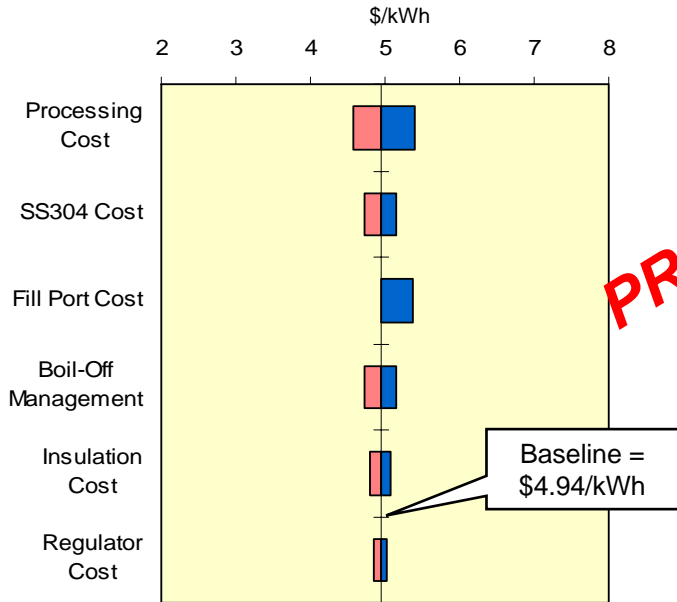 $/kWh
2 3 4 5 6 7 8
Processing
Cost
SS304 Cost
Fill Port Cost
Boil-Off
Management
Insulation
Cost
Regulator
Cost
PR
Baseline =
$4.94/kWh